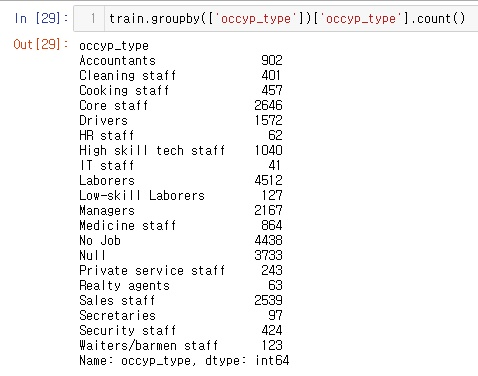 In [29]: 1 train.groupby(['occyp_type'])['occyp_type'].count()
Out[29]: occyp_type
Accountants 902
Cleaning staff 401
Cooking staff 457
Core staff 2646
Drivers 1572
HR staff 62
High skill tech staff 1040
IT staff 41
Laborers 4512
Low-skill Laborers 127
Managers 2167
Medicine staff 864
No Job 4438
Null 3733
Private service staff 243
Realty agents 63
Sales staff 2539
Secretaries 97
Security staff 424
Waiters/barmen staff 123
Name: occyp_type, dtype: int64